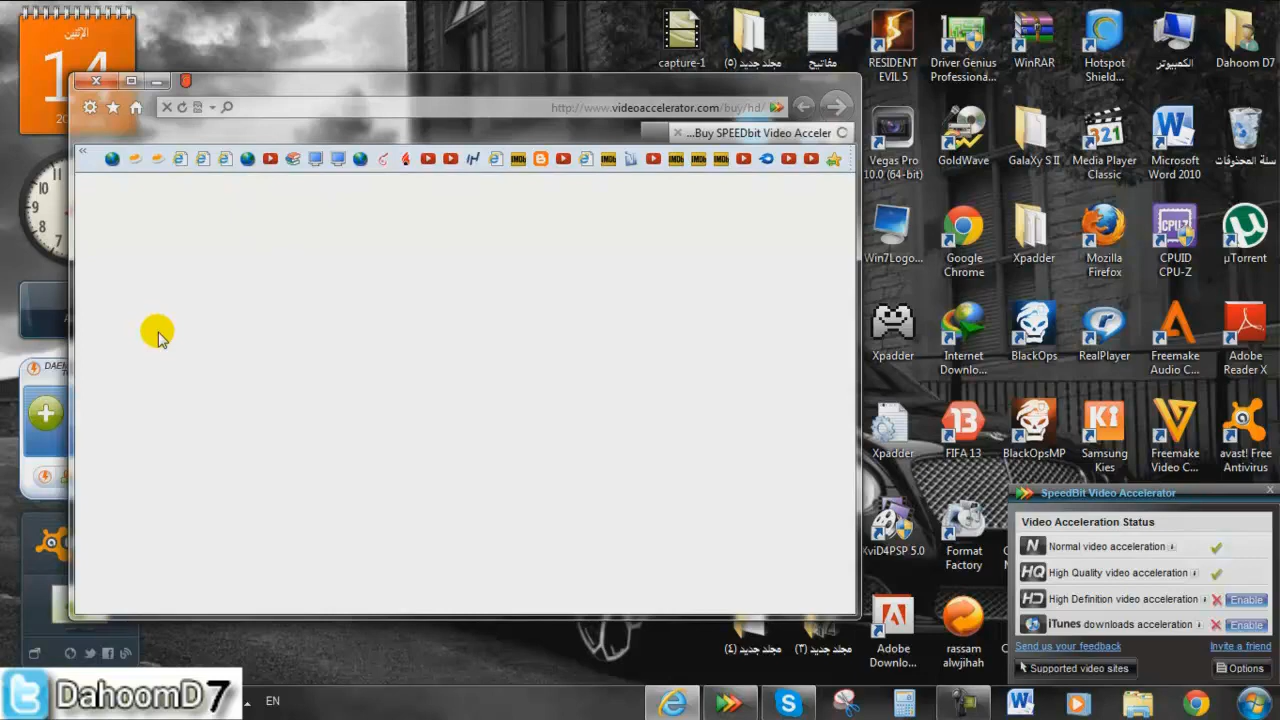 الإثنين
14
http://www.videoaccelerator.com/buy/hd/
...Buy SPEEDbit Video Acceler
capture-1
مجلد جديد (٥)
مفاتيح
RESIDENT EVIL 5
Driver Genius Professiona...
WinRAR
Hotspot Shield...
الكمبيوتر
Dahoom D7
Vegas Pro 10.0 (64-bit)
GoldWave
GalaXy S II
Media Player Classic
Microsoft Word 2010
سلة المحذوفات
Win7Logo...
Google Chrome
Xpadder
Mozilla Firefox
CPUID CPU-Z
µTorrent
Xpadder
Internet Downlo...
BlackOps
RealPlayer
Freemake Audio C...
Adobe Reader X
Xpadder
FIFA 13
BlackOpsMP
Samsung Kies
Freemake Video C...
avast! Free Antivirus
XviD4PSP 5.0
Format Factory
SpeedBit Video Accelerator
Video Acceleration Status
Normal video acceleration
High Quality video acceleration
High Definition video acceleration
Enable
iTunes downloads acceleration
Enable
Send us your feedback
Invite a friend
Supported video sites
Options
مجلد جديد (٤)
مجلد جديد (٣)
Adobe Downlo...
rassam alwjihah
DahoomD7
EN